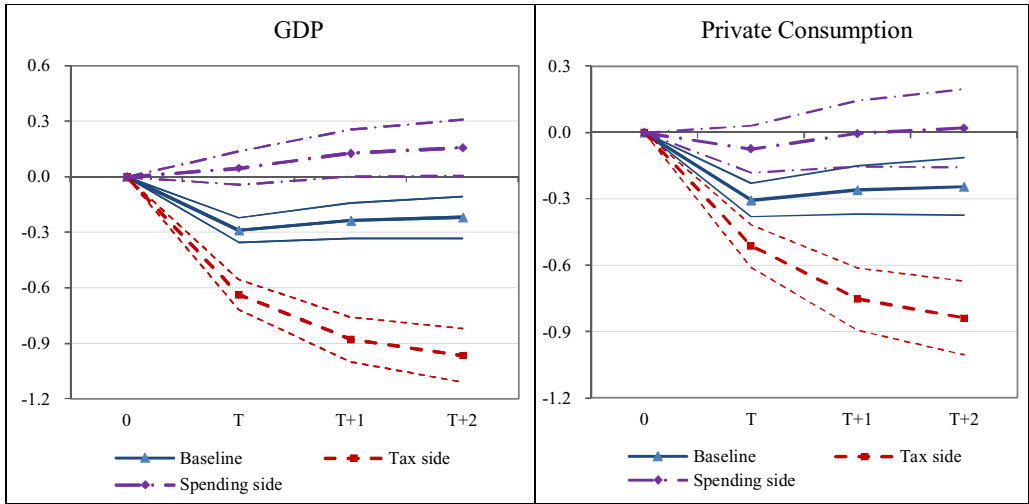 GDP
0.6
0.3
0.0
-0.3
-0.6
-0.9
-1.2
0 T T+1 T+2
Baseline Tax side
Spending side
Private Consumption
0.3
0.0
-0.3
-0.6
-0.9
-1.2
0 T T+1 T+2
Baseline Tax side
Spending side